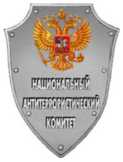 НАЦИОНАЛЬНЫЙ
АНТИТЕРРОРИСТИЧЕСКИЙ
КОМИТЕТ